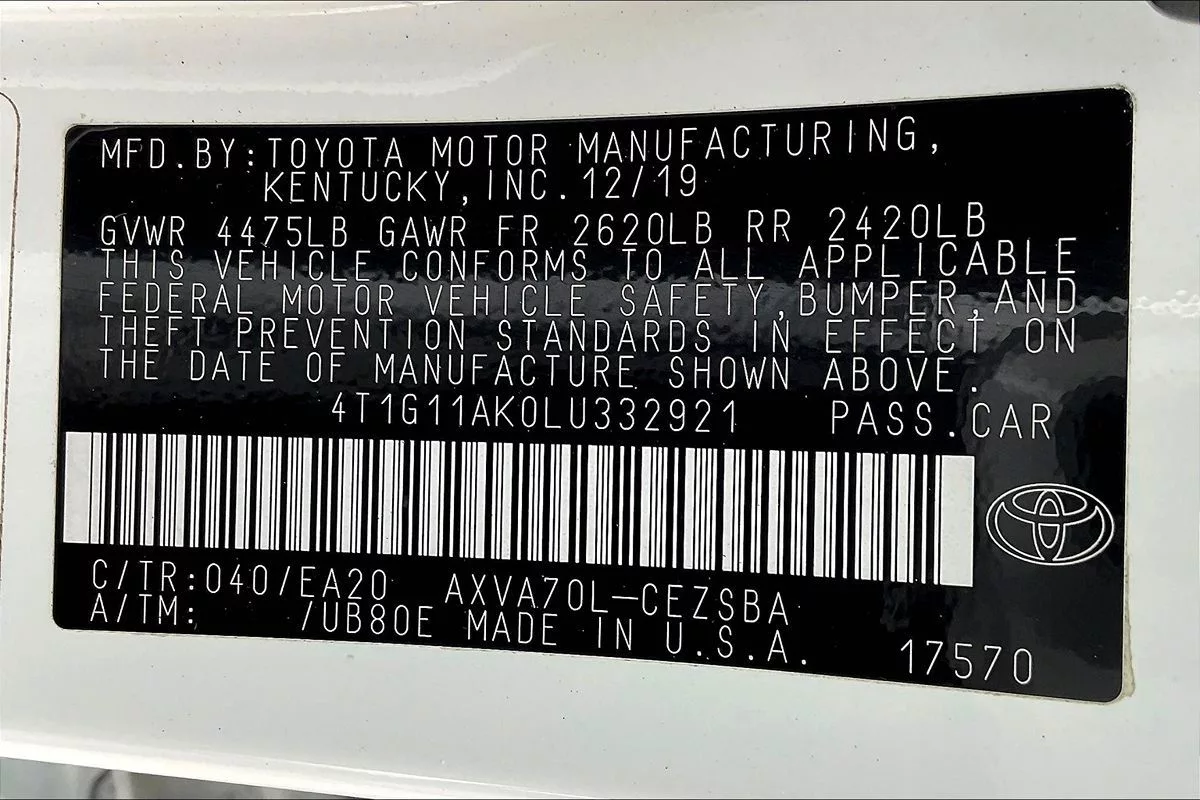 MFD.BY:TOYOTA MOTOR MANUFACTURING,
KENTUCKY,INC.12/19
GVWR 4475LB GAWR FR 2620LB RR 2420LB
THIS VEHICLE CONFORMS TO ALL APPLICABLE
FEDERAL MOTOR VEHICLE SAFETY,BUMPER,AND
THEFT PREVENTION STANDARDS IN EFFECT ON
THE DATE OF MANUFACTURE SHOWN ABOVE.
4T1G11AK0LU332921 PASS.CAR
C/TR:040/EA20 AXVA70L-CEZSBA
A/TM: /UB80E MADE IN U.S.A. 17570